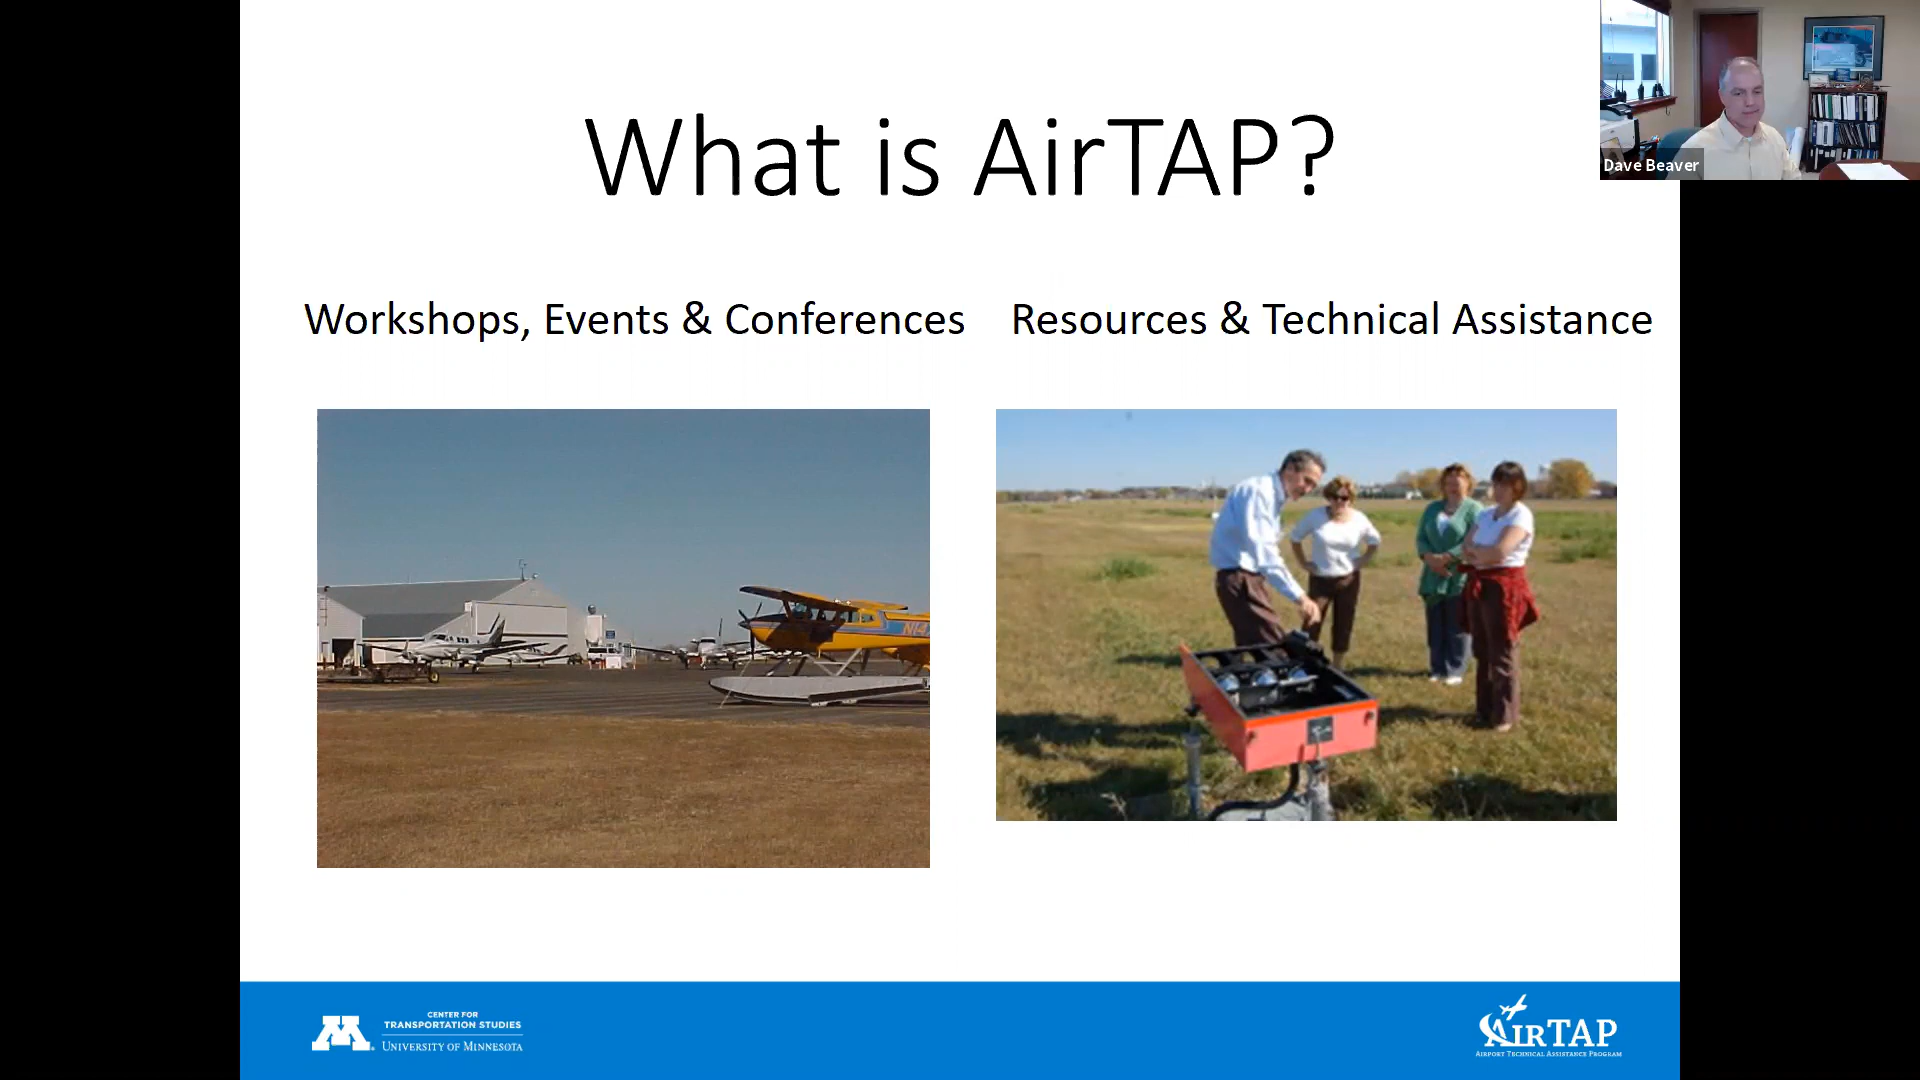 What is AirTAP?
Dave Beaver
Workshops, Events & Conferences
Resources & Technical Assistance
N14
CENTER FOR
TRANSPORTATION STUDIES
UNIVERSITY OF MINNESOTA
AIRTAP
AIRPORT TECHNICAL ASSISTANCE PROGRAM